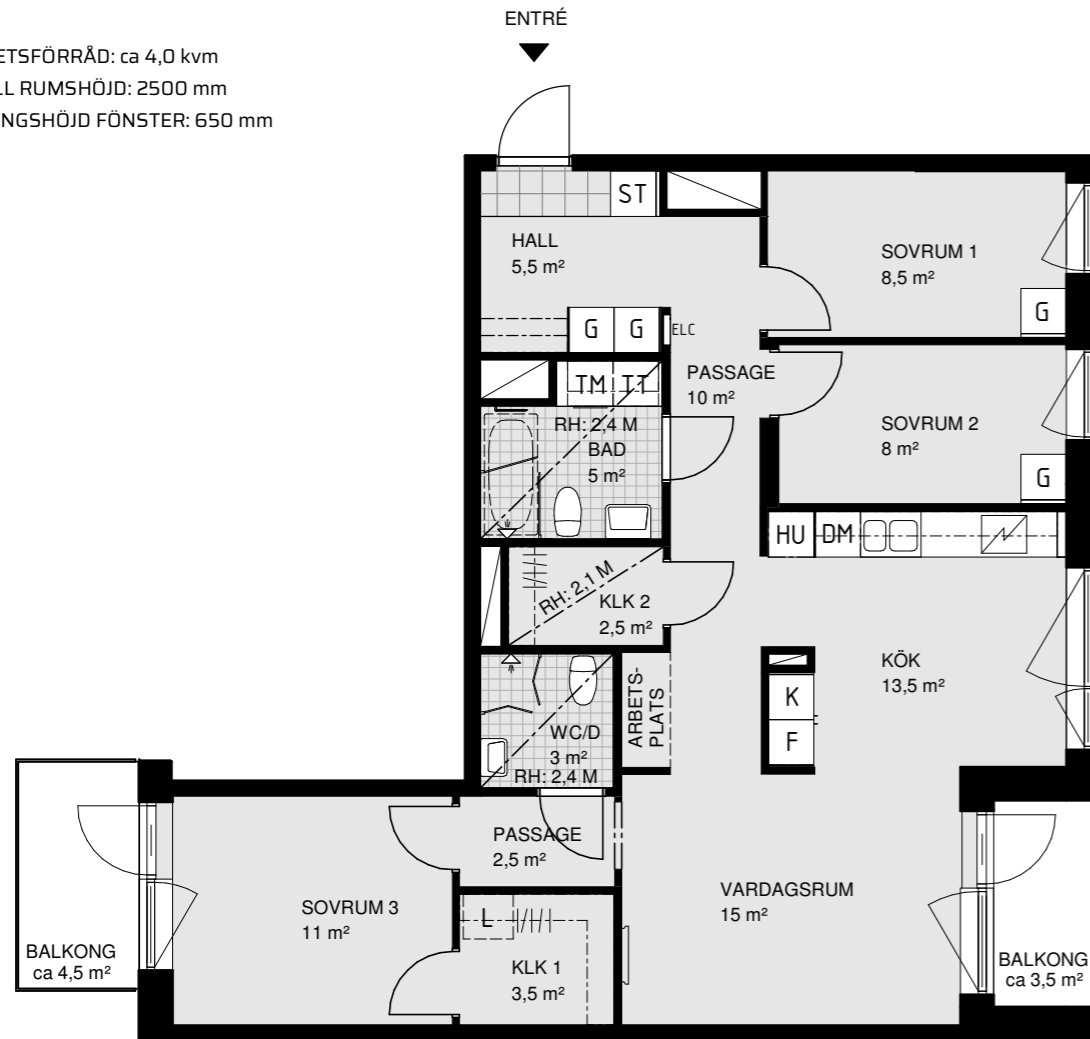 ENTRÉ
ETSFÖRRÅD: ca 4,0 kvm
LL RUMSHÖJD: 2500 mm
NGSHÖJD FÖNSTER: 650 mm
ST
HALL
5,5 m²
SOVRUM 1
8,5 m²
G
G
G
ELC
PASSAGE
10 m²
TM
TT
RH: 2,4 M
BAD
5 m²
SOVRUM 2
8 m²
G
HU
DM
RH: 2,1 M
KLK 2
2,5 m²
KÖK
13,5 m²
K
F
ARBETS-
PLATS
WC/D
3 m²
RH: 2,4 M
PASSAGE
2,5 m²
VARDAGSRUM
15 m²
SOVRUM 3
11 m²
L
KLK 1
3,5 m²
BALKONG
ca 4,5 m²
BALKONG
ca 3,5 m²